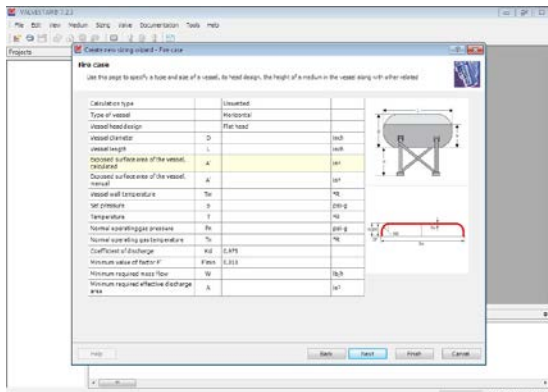 VALVESTAR® 7.2.3
File Edit View Medium Sizing Valve Documentation Tools Help
Projects
Create new sizing wizard - Fire case
Fire case
Use this page to specify a type and size of a vessel, its head design, the height of a medium in the vessel along with other related
Calculation type Unwetted
Type of vessel Horizontal
Vessel head design Flat head
Vessel diameter D inch
Vessel length L inch
Exposed surface area of the vessel, calculated A' in²
Exposed surface area of the vessel, manual A' in²
Vessel wall temperature Tw °R
Set pressure p psi-g
Temperature T °R
Normal operating gas pressure Pn psi-g
Normal operating gas temperature Tn °R
Coefficient of discharge Kd 0,975
Minimum value of factor F' F'min 0,010
Minimum required mass flow W lb/h
Minimum required effective discharge area A in²
Help Back Next Finish Cancel